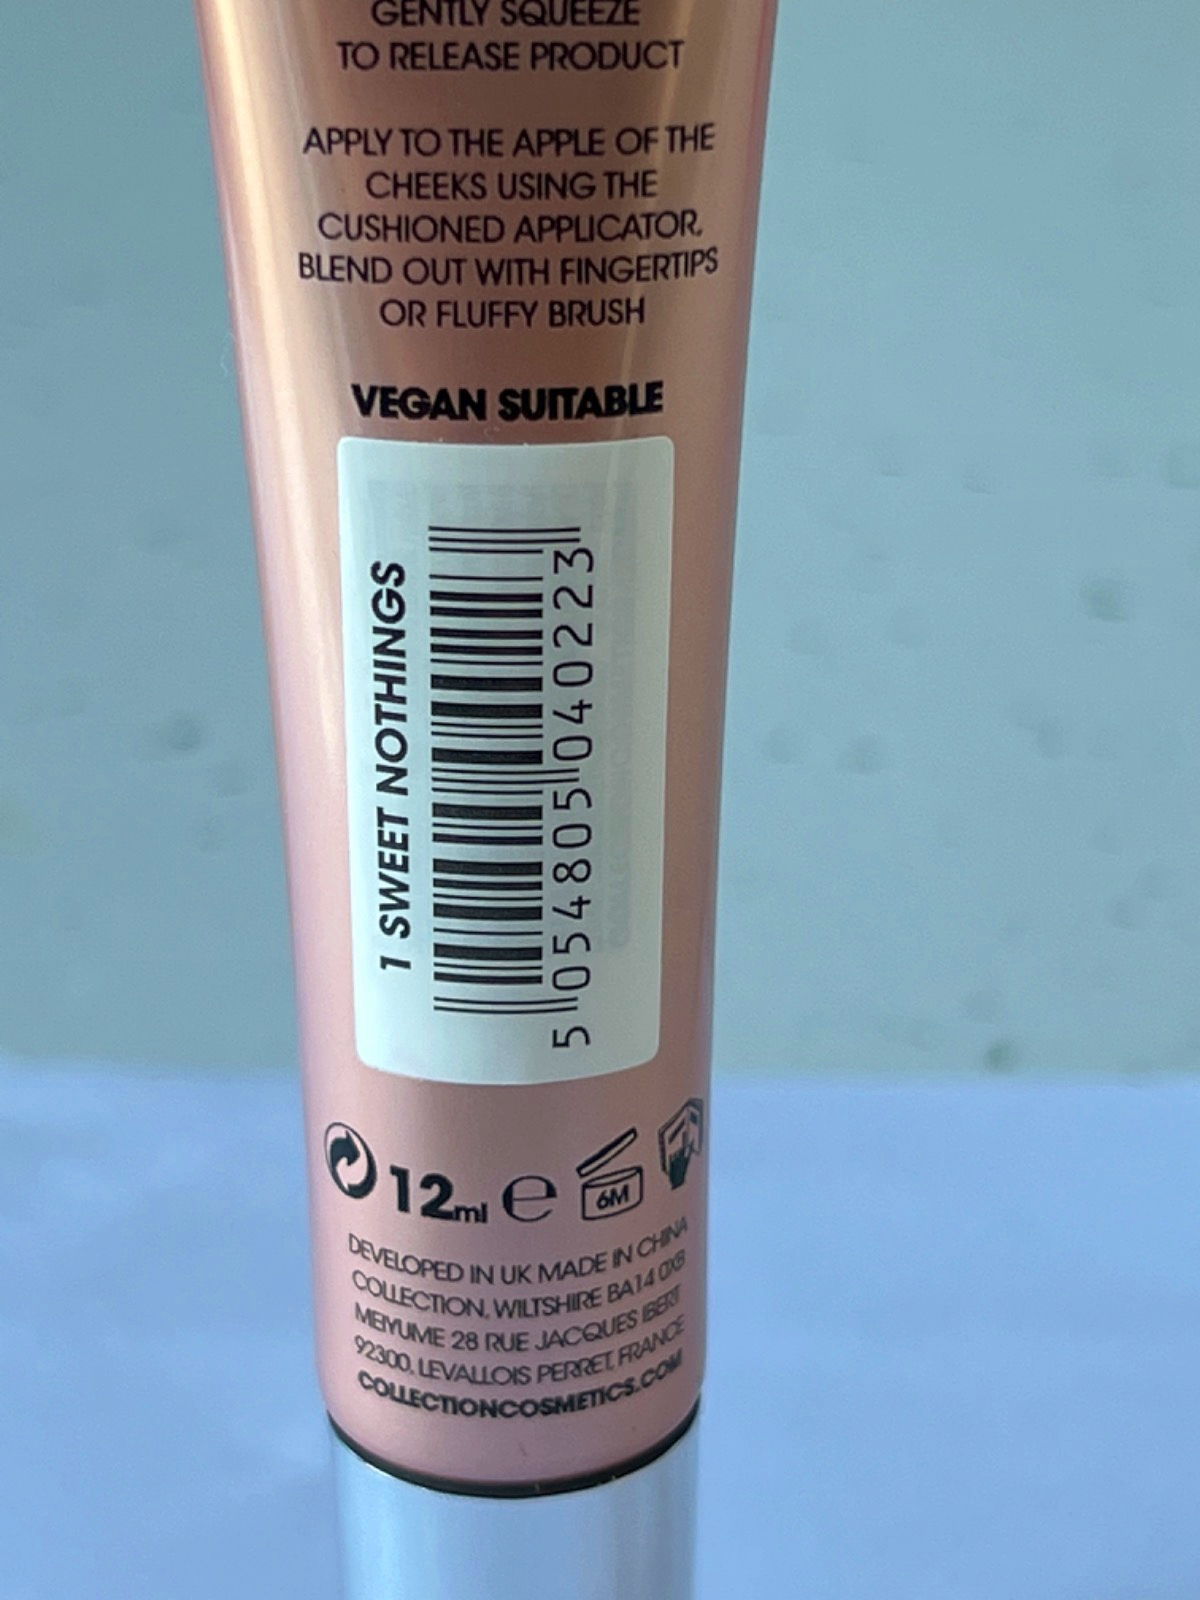 GENTLY SQUEEZE
TO RELEASE PRODUCT
APPLY TO THE APPLE OF THE
CHEEKS USING THE
CUSHIONED APPLICATOR,
BLEND OUT WITH FINGERTIPS
OR FLUFFY BRUSH
VEGAN SUITABLE
1 SWEET NOTHINGS
5 054805 040223
12ml e 6M
DEVELOPED IN UK MADE IN CHINA
COLLECTION, WILTSHIRE BA14 0XB
MEIYUME 28 RUE JACQUES IBERT
92300, LEVALLOIS PERRET, FRANCE
COLLECTIONCOSMETICS.COM